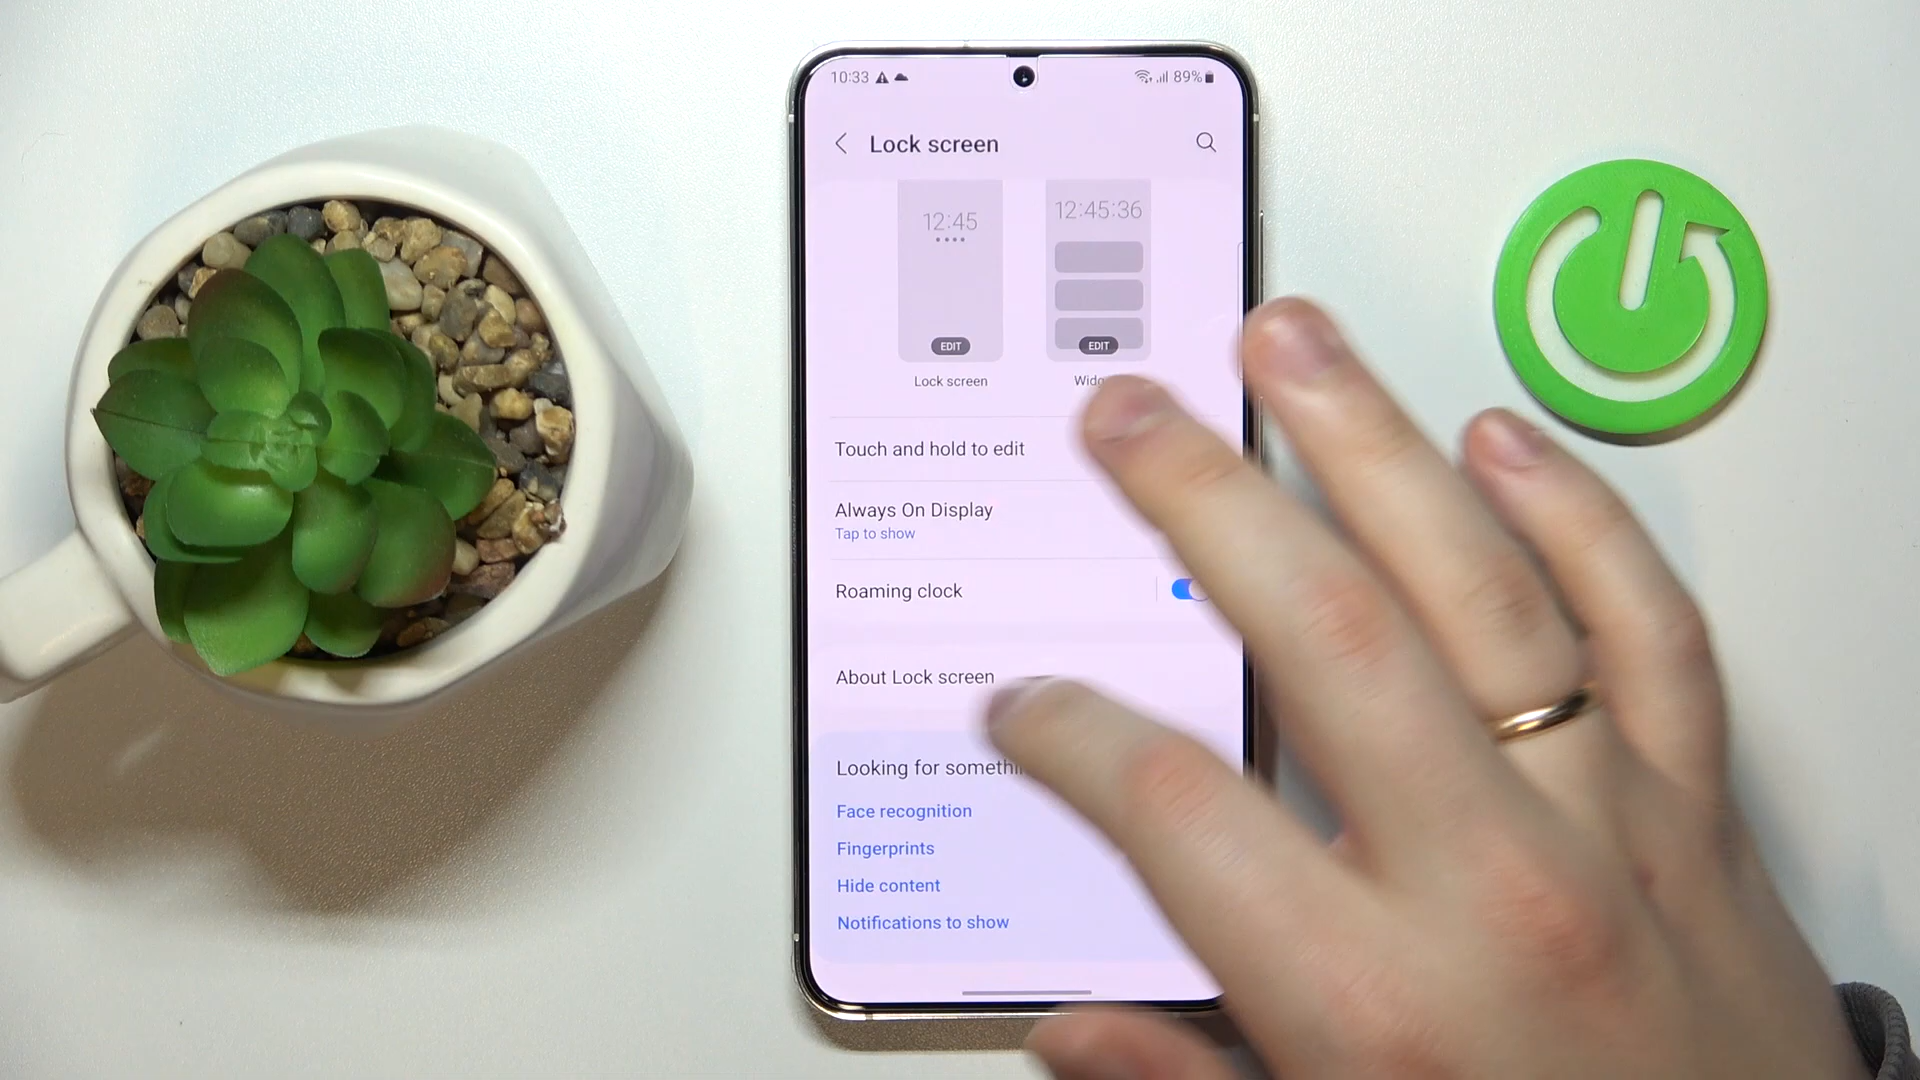 10:33
89%
Lock screen
12:45
12:45:36
EDIT
EDIT
Lock screen
Touch and hold to edit
Always On Display
Tap to show
Roaming clock
About Lock screen
Looking for
Face recognition
Fingerprints
Hide content
Notifications to show